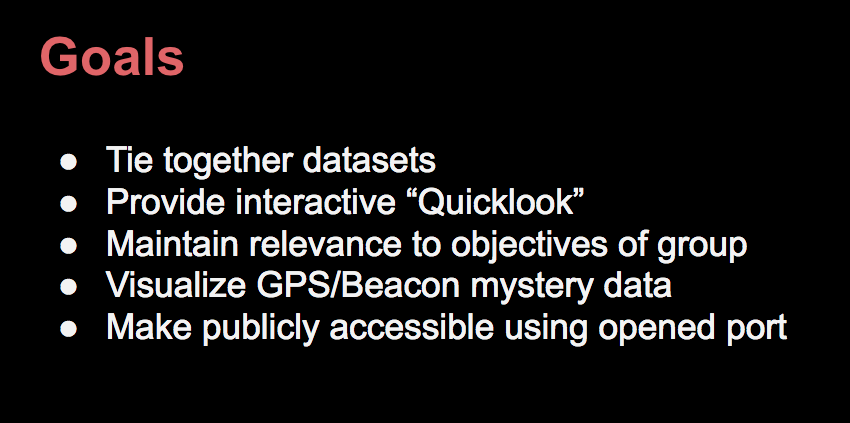 Goals
● Tie together datasets
● Provide interactive “Quicklook”
● Maintain relevance to objectives of group
● Visualize GPS/Beacon mystery data
● Make publicly accessible using opened port